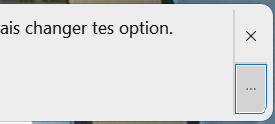 ais changer tes option.
...